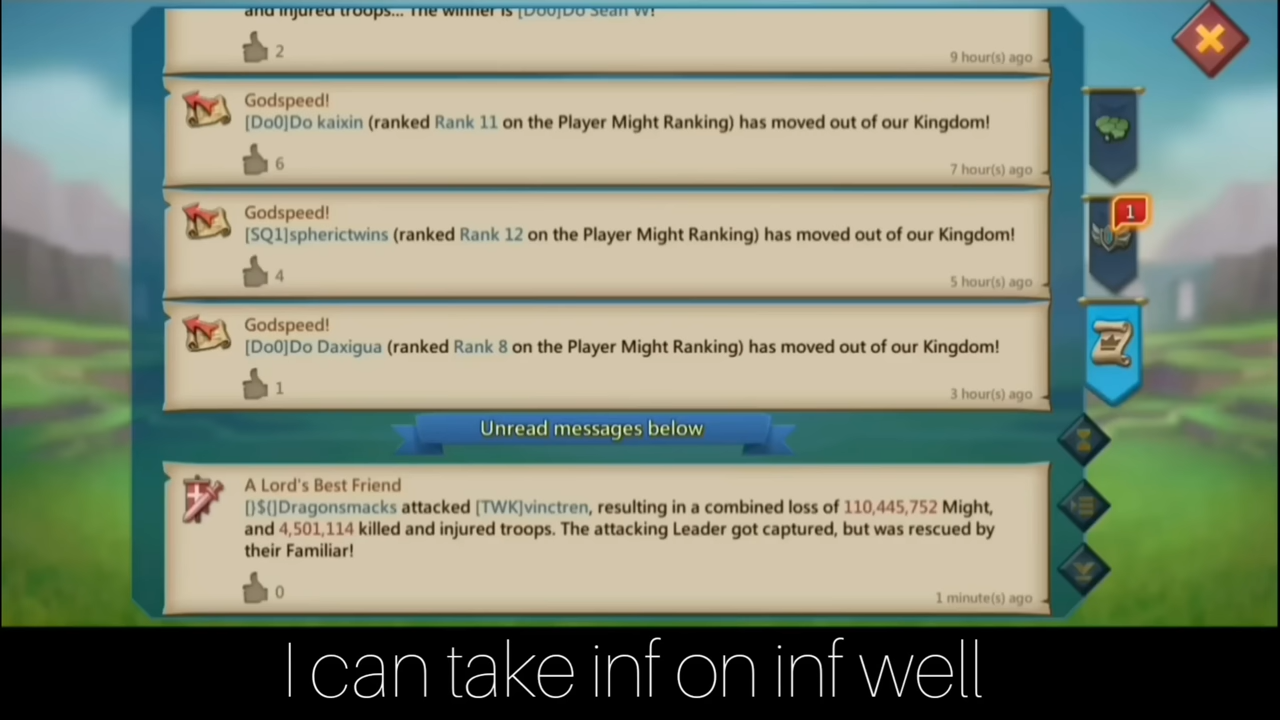 and injured troops... The winner is [Do0]Do Sean W!
2
9 hour(s) ago
Godspeed!
[Do0]Do kaixin (ranked Rank 11 on the Player Might Ranking) has moved out of our Kingdom!
6
7 hour(s) ago
Godspeed!
[SQ1]spherictwins (ranked Rank 12 on the Player Might Ranking) has moved out of our Kingdom!
4
5 hour(s) ago
1
Godspeed!
[Do0]Do Daxigua (ranked Rank 8 on the Player Might Ranking) has moved out of our Kingdom!
1
3 hour(s) ago
Unread messages below
A Lord's Best Friend
[)$(]Dragonsmacks attacked [TWK]vinctren, resulting in a combined loss of 110,445,752 Might,
and 4,501,114 killed and injured troops. The attacking Leader got captured, but was rescued by
their Familiar!
0
1 minute(s) ago
I can take inf on inf well